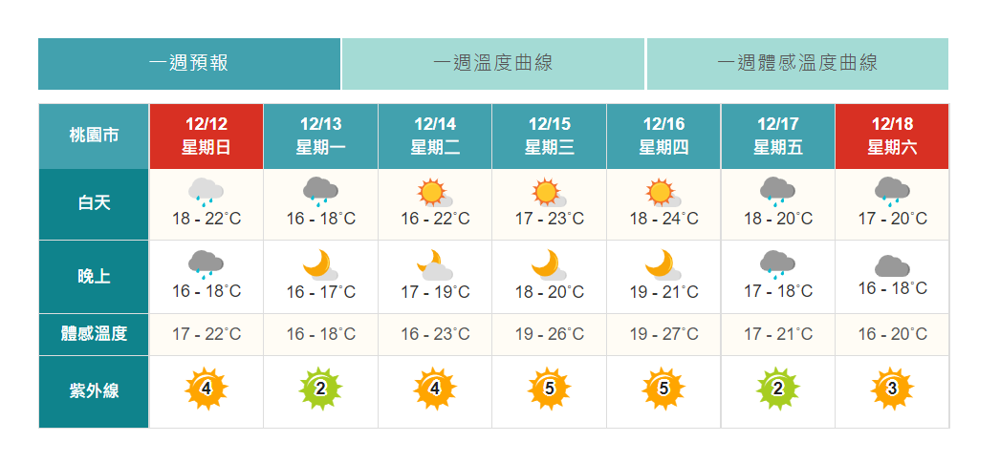 一週預報 一週溫度曲線 一週體感溫度曲線
桃園市 12/12 12/13 12/14 12/15 12/16 12/17 12/18
星期日 星期一 星期二 星期三 星期四 星期五 星期六
白天 18 - 22˚C 16 - 18˚C 16 - 22˚C 17 - 23˚C 18 - 24˚C 18 - 20˚C 17 - 20˚C
晚上 16 - 18˚C 16 - 17˚C 17 - 19˚C 18 - 20˚C 19 - 21˚C 17 - 18˚C 16 - 18˚C
體感溫度 17 - 22˚C 16 - 18˚C 16 - 23˚C 19 - 26˚C 19 - 27˚C 17 - 21˚C 16 - 20˚C
紫外線 4 2 4 5 5 2 3